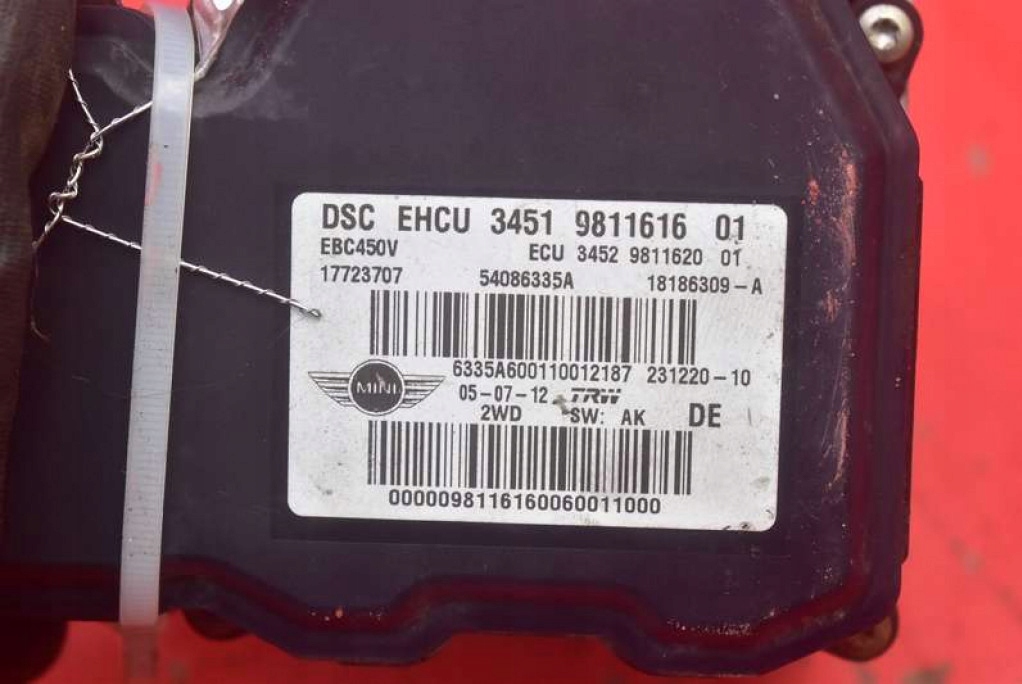 DSC EHCU 3451 9811616 01
EBC450V ECU 3452 9811620 01
17723707 54086335A 18186309-A
6335A600110012187 231220-10
MINI 05-07-12 TRW
2WD SW: AK DE
0000098116160060011000